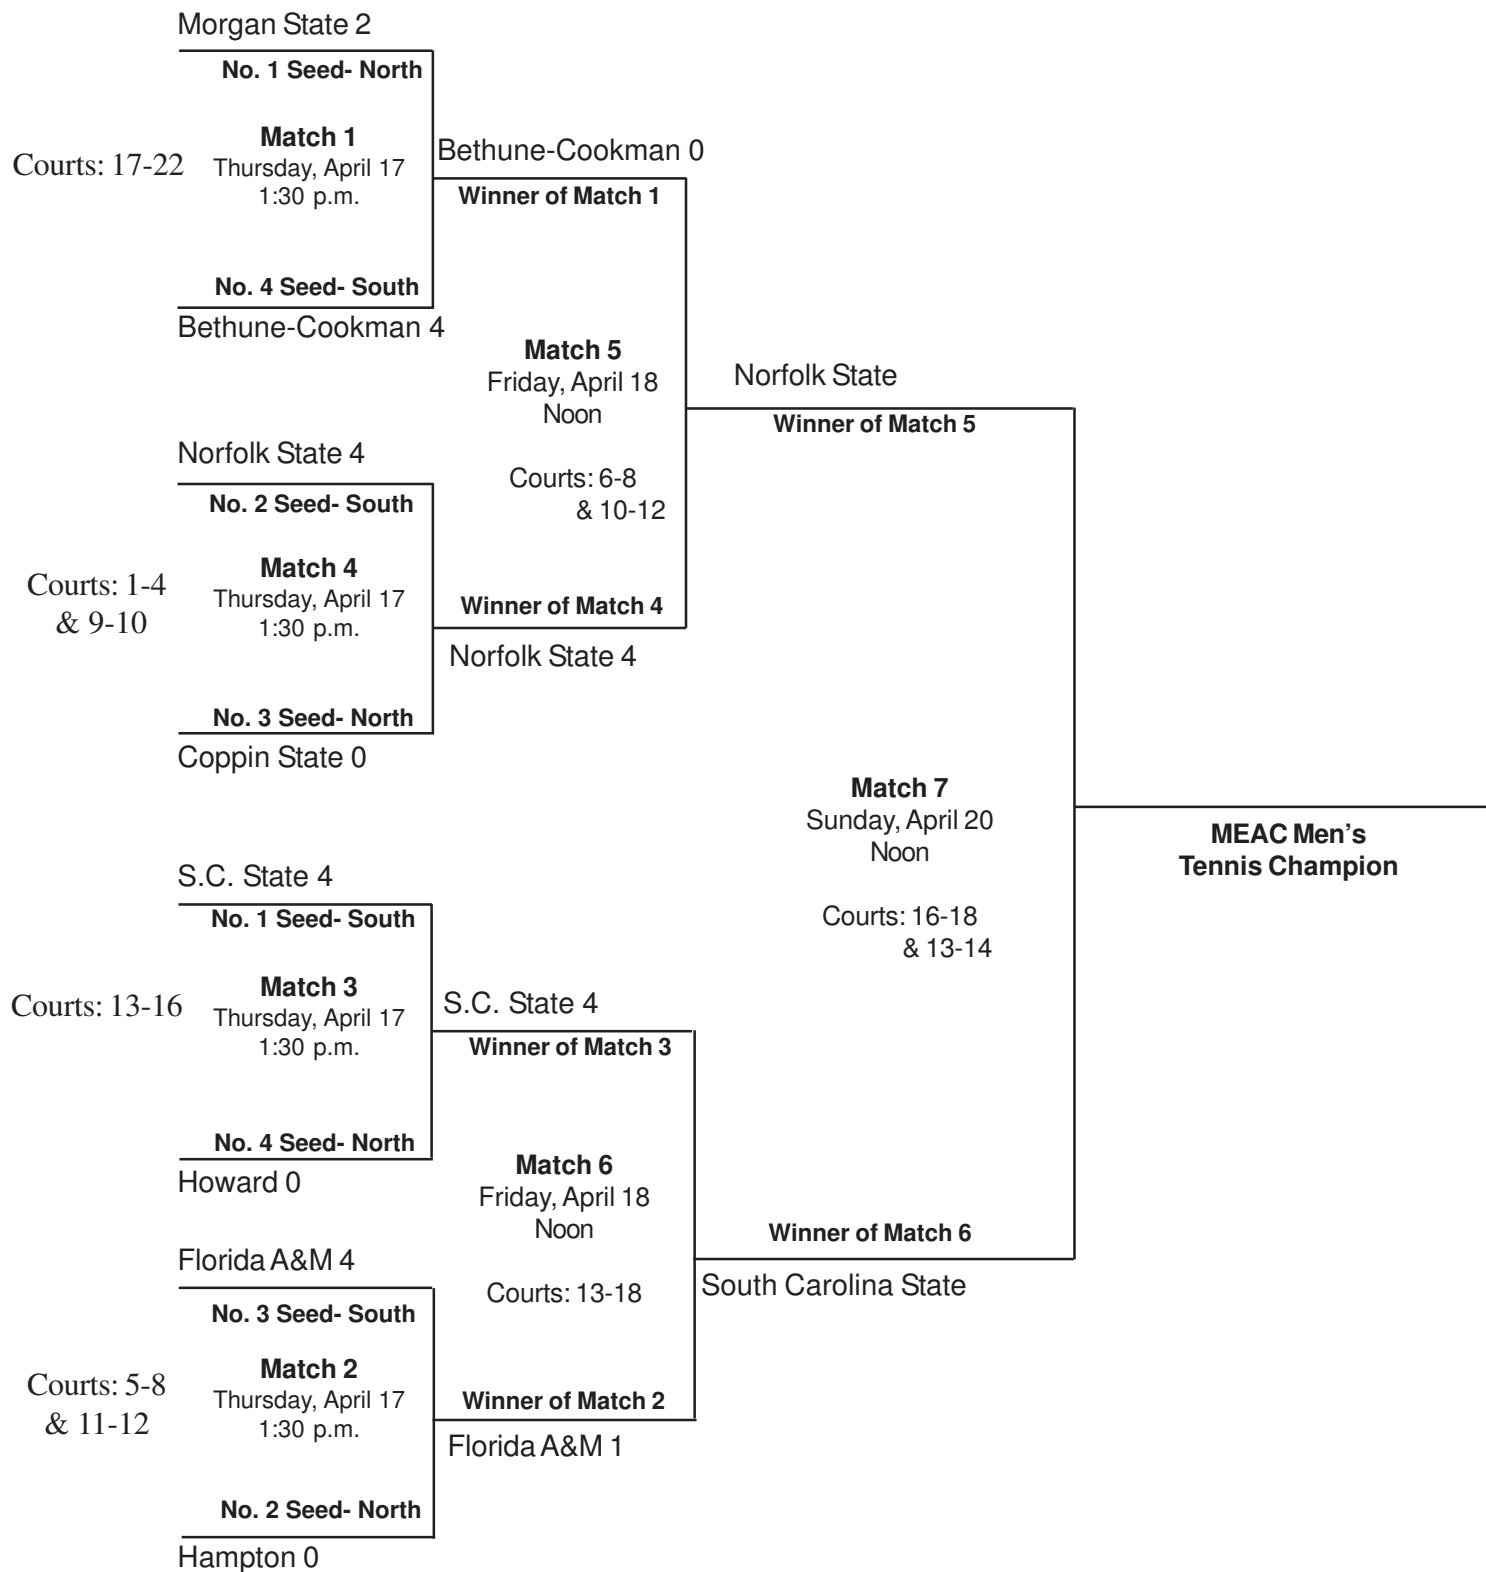 Morgan State 2
No. 1 Seed- North
Match 1
Courts: 17-22
Thursday, April 17
1:30 p.m.
No. 4 Seed- South
Bethune-Cookman 4
Bethune-Cookman 0
Winner of Match 1
Match 5
Friday, April 18
Noon
Courts: 6-8
& 10-12
Norfolk State 4
No. 2 Seed- South
Match 4
Courts: 1-4
& 9-10
Thursday, April 17
1:30 p.m.
No. 3 Seed- North
Coppin State 0
Winner of Match 4
Norfolk State 4
Norfolk State
Winner of Match 5
Match 7
Sunday, April 20
Noon
Courts: 16-18
& 13-14
MEAC Men’s
Tennis Champion
S.C. State 4
No. 1 Seed- South
Match 3
Courts: 13-16
Thursday, April 17
1:30 p.m.
No. 4 Seed- North
Howard 0
S.C. State 4
Winner of Match 3
Match 6
Friday, April 18
Noon
Courts: 13-18
Winner of Match 6
South Carolina State
Florida A&M 4
No. 3 Seed- South
Match 2
Courts: 5-8
& 11-12
Thursday, April 17
1:30 p.m.
No. 2 Seed- North
Hampton 0
Winner of Match 2
Florida A&M 1